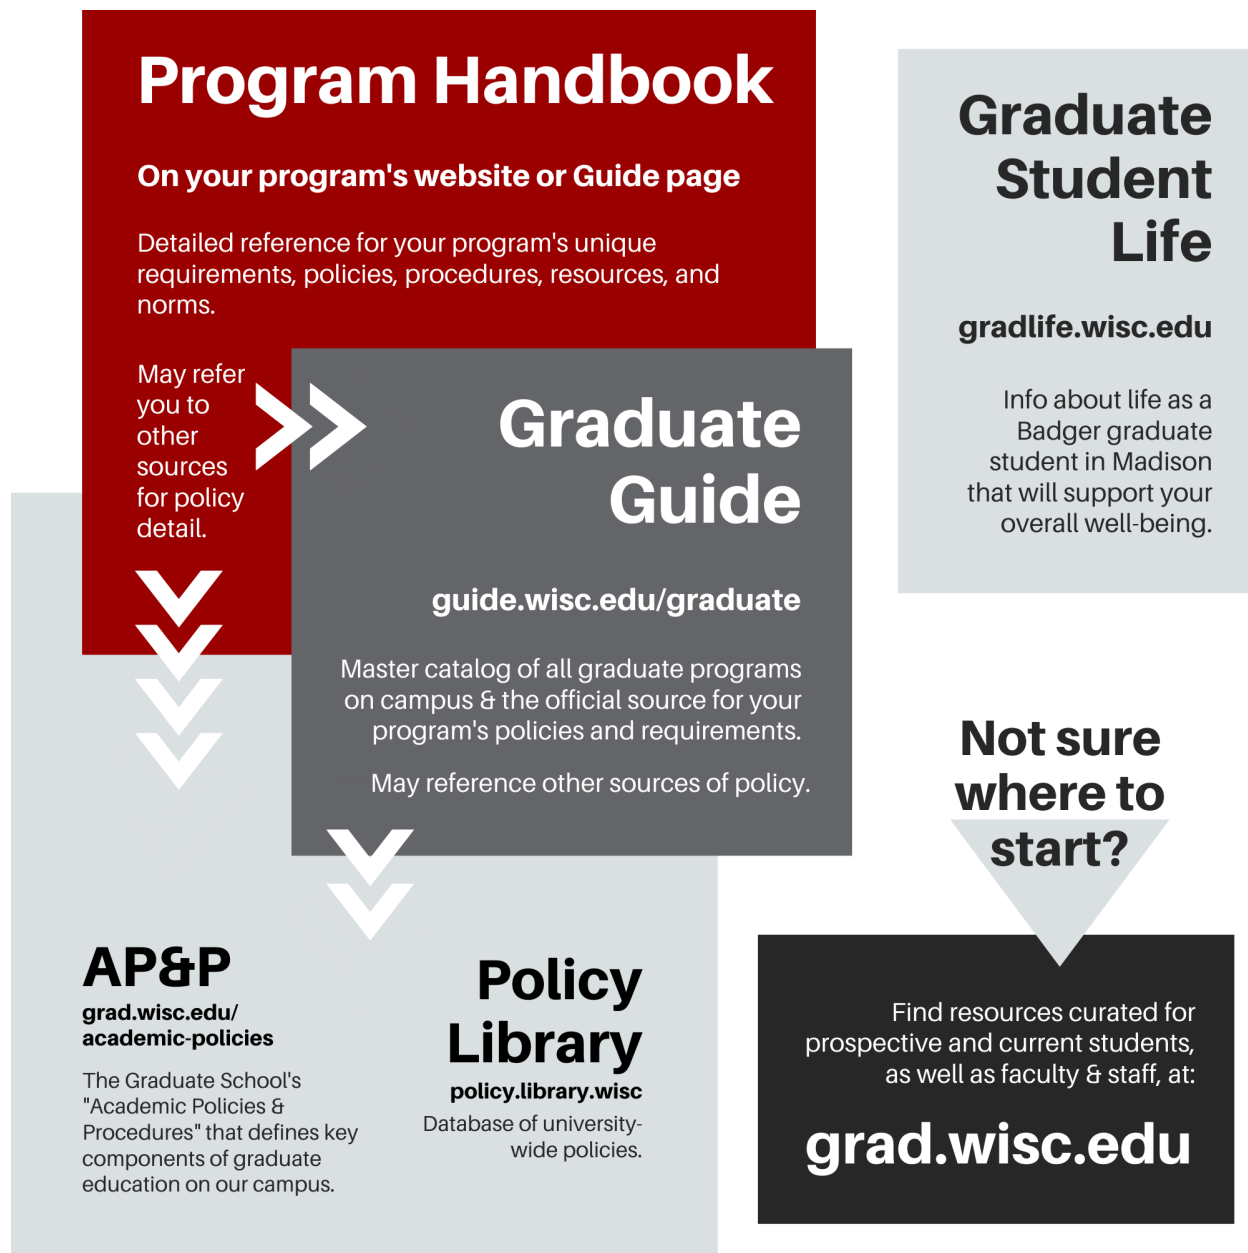 Program Handbook
On your program's website or Guide page
Detailed reference for your program's unique
requirements, policies, procedures, resources, and
norms.
May refer
you to
other
sources
for policy
detail.
Graduate
Guide
guide.wisc.edu/graduate
Master catalog of all graduate programs
on campus & the official source for your
program's policies and requirements.
May reference other sources of policy.
AP&P
grad.wisc.edu/
academic-policies
The Graduate School's
"Academic Policies &
Procedures" that defines key
components of graduate
education on our campus.
Policy
Library
policy.library.wisc
Database of university-
wide policies.
Graduate
Student
Life
gradlife.wisc.edu
Info about life as a
Badger graduate
student in Madison
that will support your
overall well-being.
Not sure
where to
start?
Find resources curated for
prospective and current students,
as well as faculty & staff, at:
grad.wisc.edu